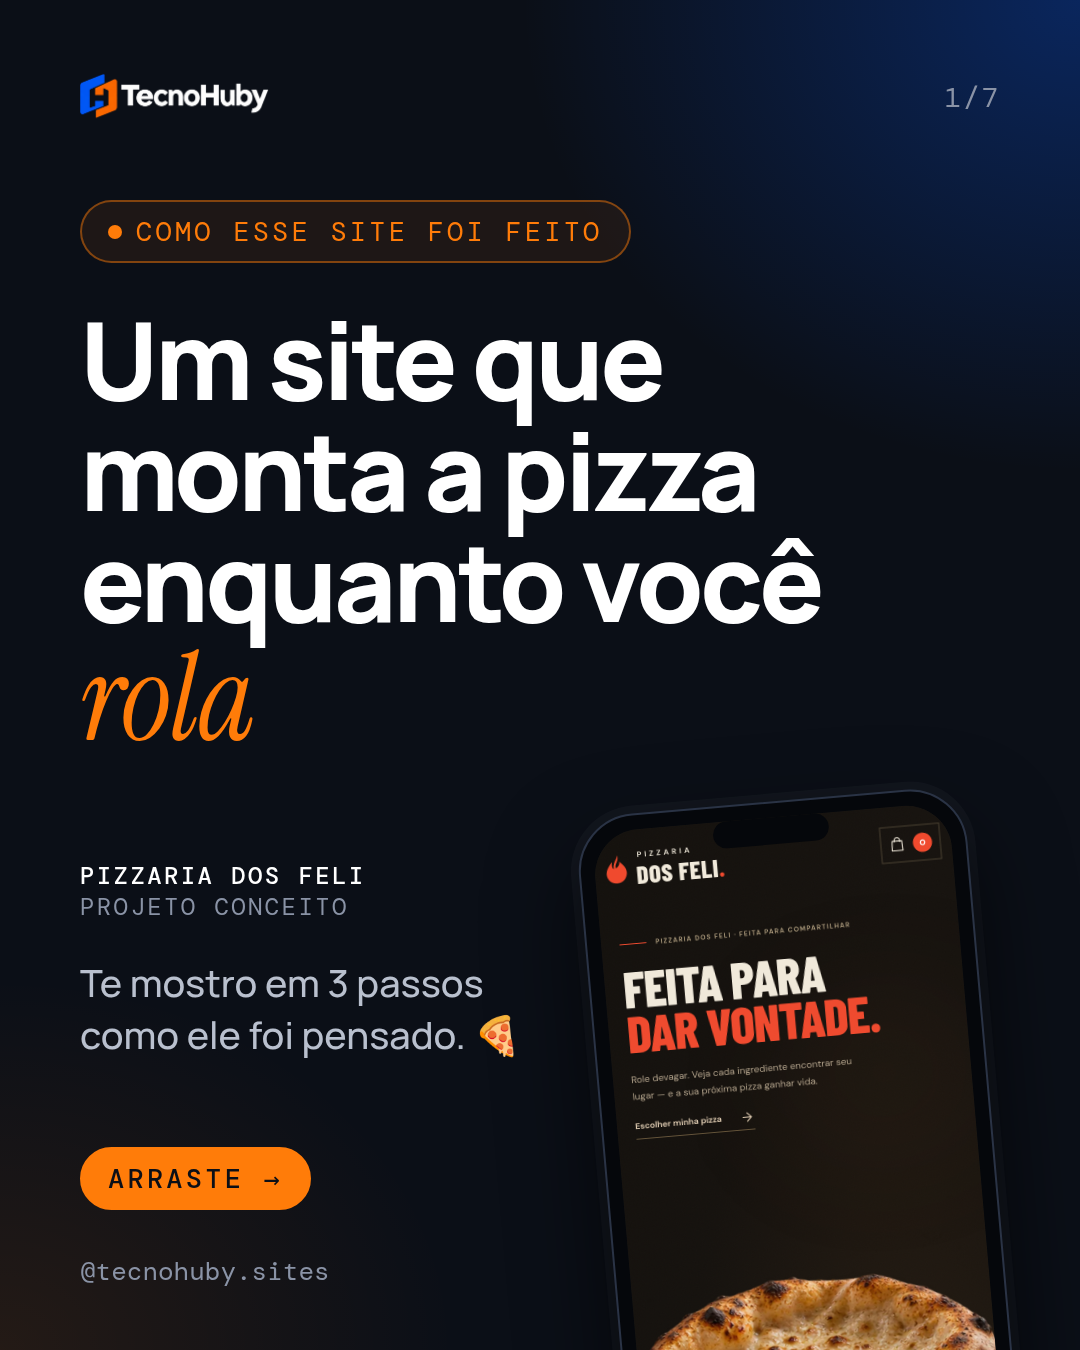 TecnoHuby
1/7
COMO ESSE SITE FOI FEITO
Um site que
monta a pizza
enquanto você
rola
PIZZARIA DOS FELI
PROJETO CONCEITO
Te mostro em 3 passos
como ele foi pensado. 🍕
ARRASTE →
@tecnohuby.sites
PIZZARIA
DOS FELI.
0
PIZZARIA DOS FELI · FEITA PARA COMPARTILHAR
FEITA PARA
DAR VONTADE.
Role devagar. Veja cada ingrediente encontrar seu
lugar — e a sua próxima pizza ganhar vida.
Escolher minha pizza →